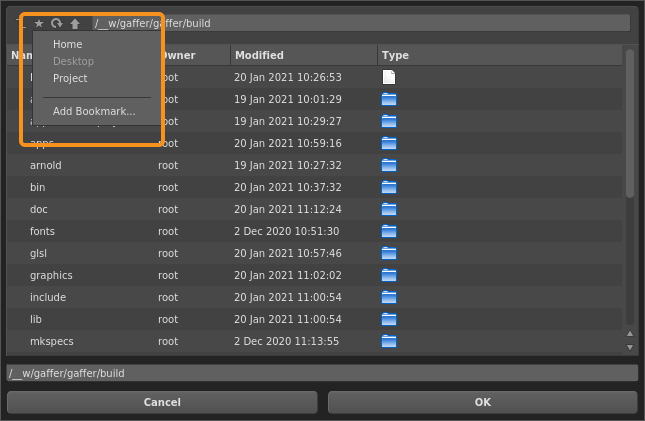 /__w/gaffer/gaffer/build
Home
Desktop
Project
Add Bookmark...
Owner Modified Type
root 20 Jan 2021 10:26:53
root 19 Jan 2021 10:01:29
root 19 Jan 2021 10:29:27
apps root 20 Jan 2021 10:59:16
arnold root 19 Jan 2021 10:27:32
bin root 20 Jan 2021 10:37:32
doc root 20 Jan 2021 11:12:24
fonts root 2 Dec 2020 10:51:30
glsl root 20 Jan 2021 10:57:46
graphics root 20 Jan 2021 11:02:02
include root 20 Jan 2021 11:00:54
lib root 20 Jan 2021 11:00:54
mkspecs root 2 Dec 2020 11:13:55
/__w/gaffer/gaffer/build
Cancel OK